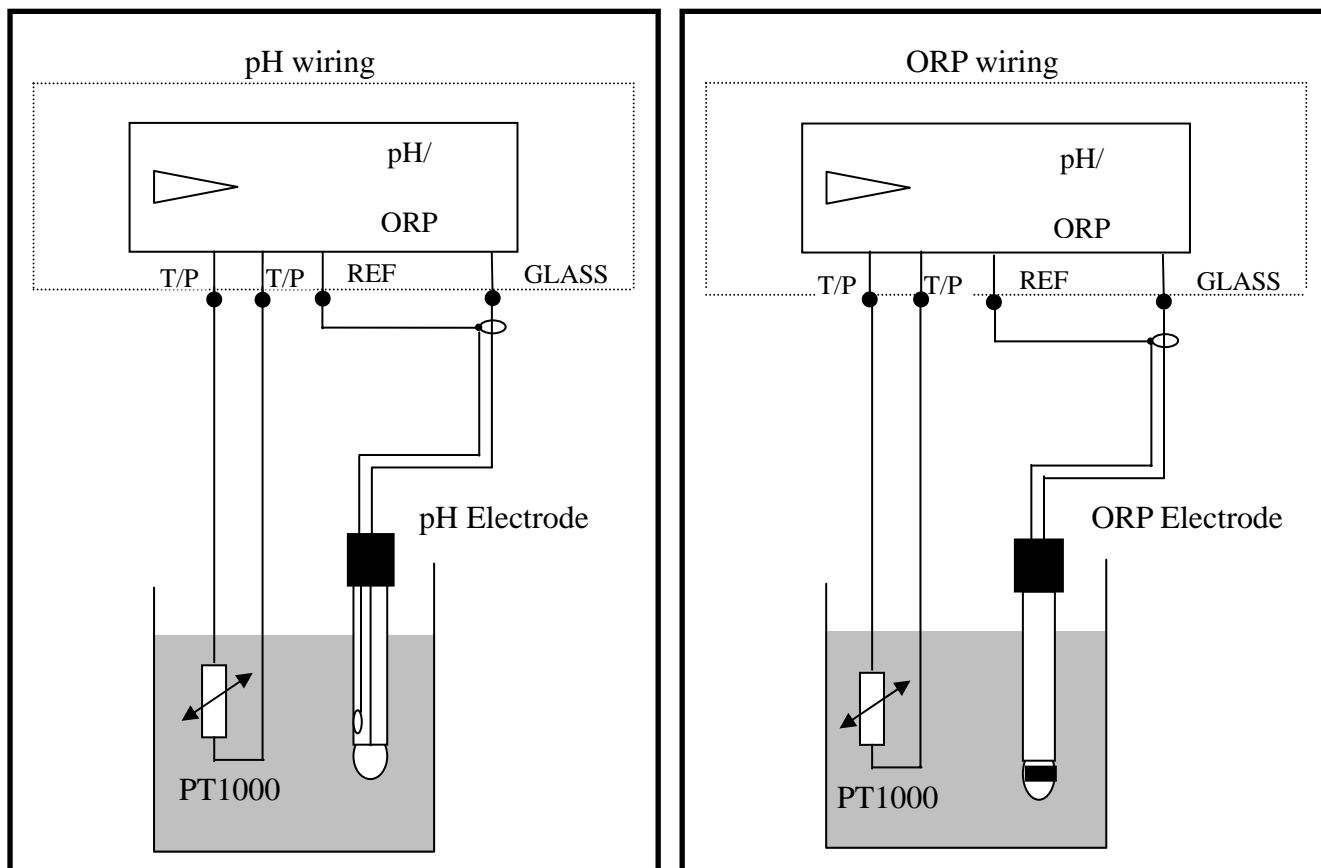 pH wiring
pH/
ORP
T/P T/P REF GLASS
pH Electrode
PT1000
ORP wiring
pH/
ORP
T/P T/P REF GLASS
ORP Electrode
PT1000